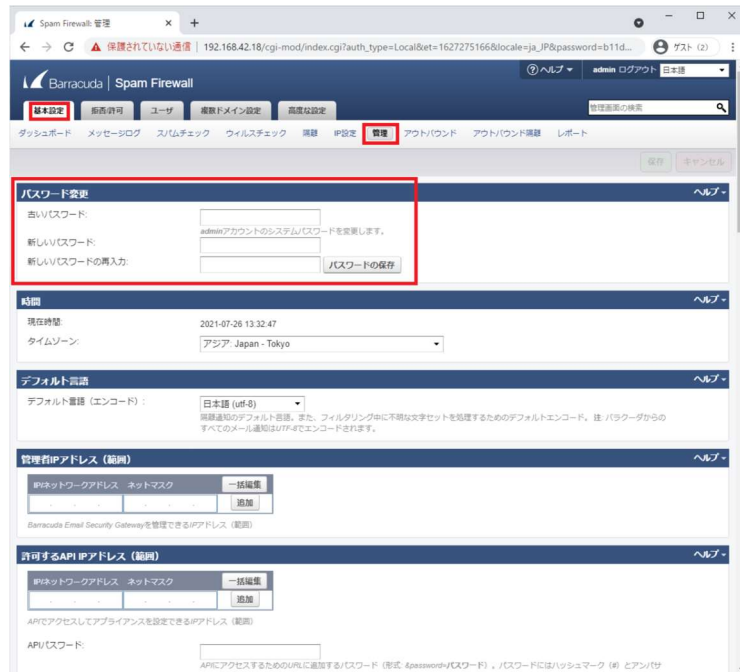 Spam Firewall: 管理
ゲスト (2)
保護されていない通信 | 192.168.42.18/cgi-mod/index.cgi?auth_type=Local&et=1627275166&locale=ja_JP&password=b11d...
Barracuda | Spam Firewall
ヘルプ
admin ログアウト
日本語
基本設定 拒否/許可 ユーザ 複数ドメイン設定 高度な設定
管理画面の検索
ダッシュボード メッセージログ スパムチェック ウィルスチェック 隔離 IP設定 管理 アウトバウンド アウトバウンド隔離 レポート
保存 キャンセル
パスワード変更 ヘルプ
古いパスワード:
adminアカウントのシステムパスワードを変更します。
新しいパスワード:
新しいパスワードの再入力: パスワードの保存
時間 ヘルプ
現在時間: 2021-07-26 13:32:47
タイムゾーン: アジア: Japan - Tokyo
デフォルト言語 ヘルプ
デフォルト言語（エンコード）: 日本語 (utf-8)
隔離通知のデフォルト言語。また、フィルタリング中に不明な文字セットを処理するためのデフォルトエンコード。注: バラクーダからの
すべてのメール通知はUTF-8でエンコードされます。
管理者IPアドレス（範囲） ヘルプ
IP/ネットワークアドレス ネットマスク 一括編集
追加
Barracuda Email Security Gatewayを管理できるIPアドレス（範囲）
許可するAPI IPアドレス（範囲） ヘルプ
IP/ネットワークアドレス ネットマスク 一括編集
追加
APIでアクセスしてアプライアンスを設定できるIPアドレス（範囲）
APIパスワード:
APIにアクセスするためのURLに追加するパスワード（形式: &password=パスワード）。パスワードにはハッシュマーク（#）とアンパサ